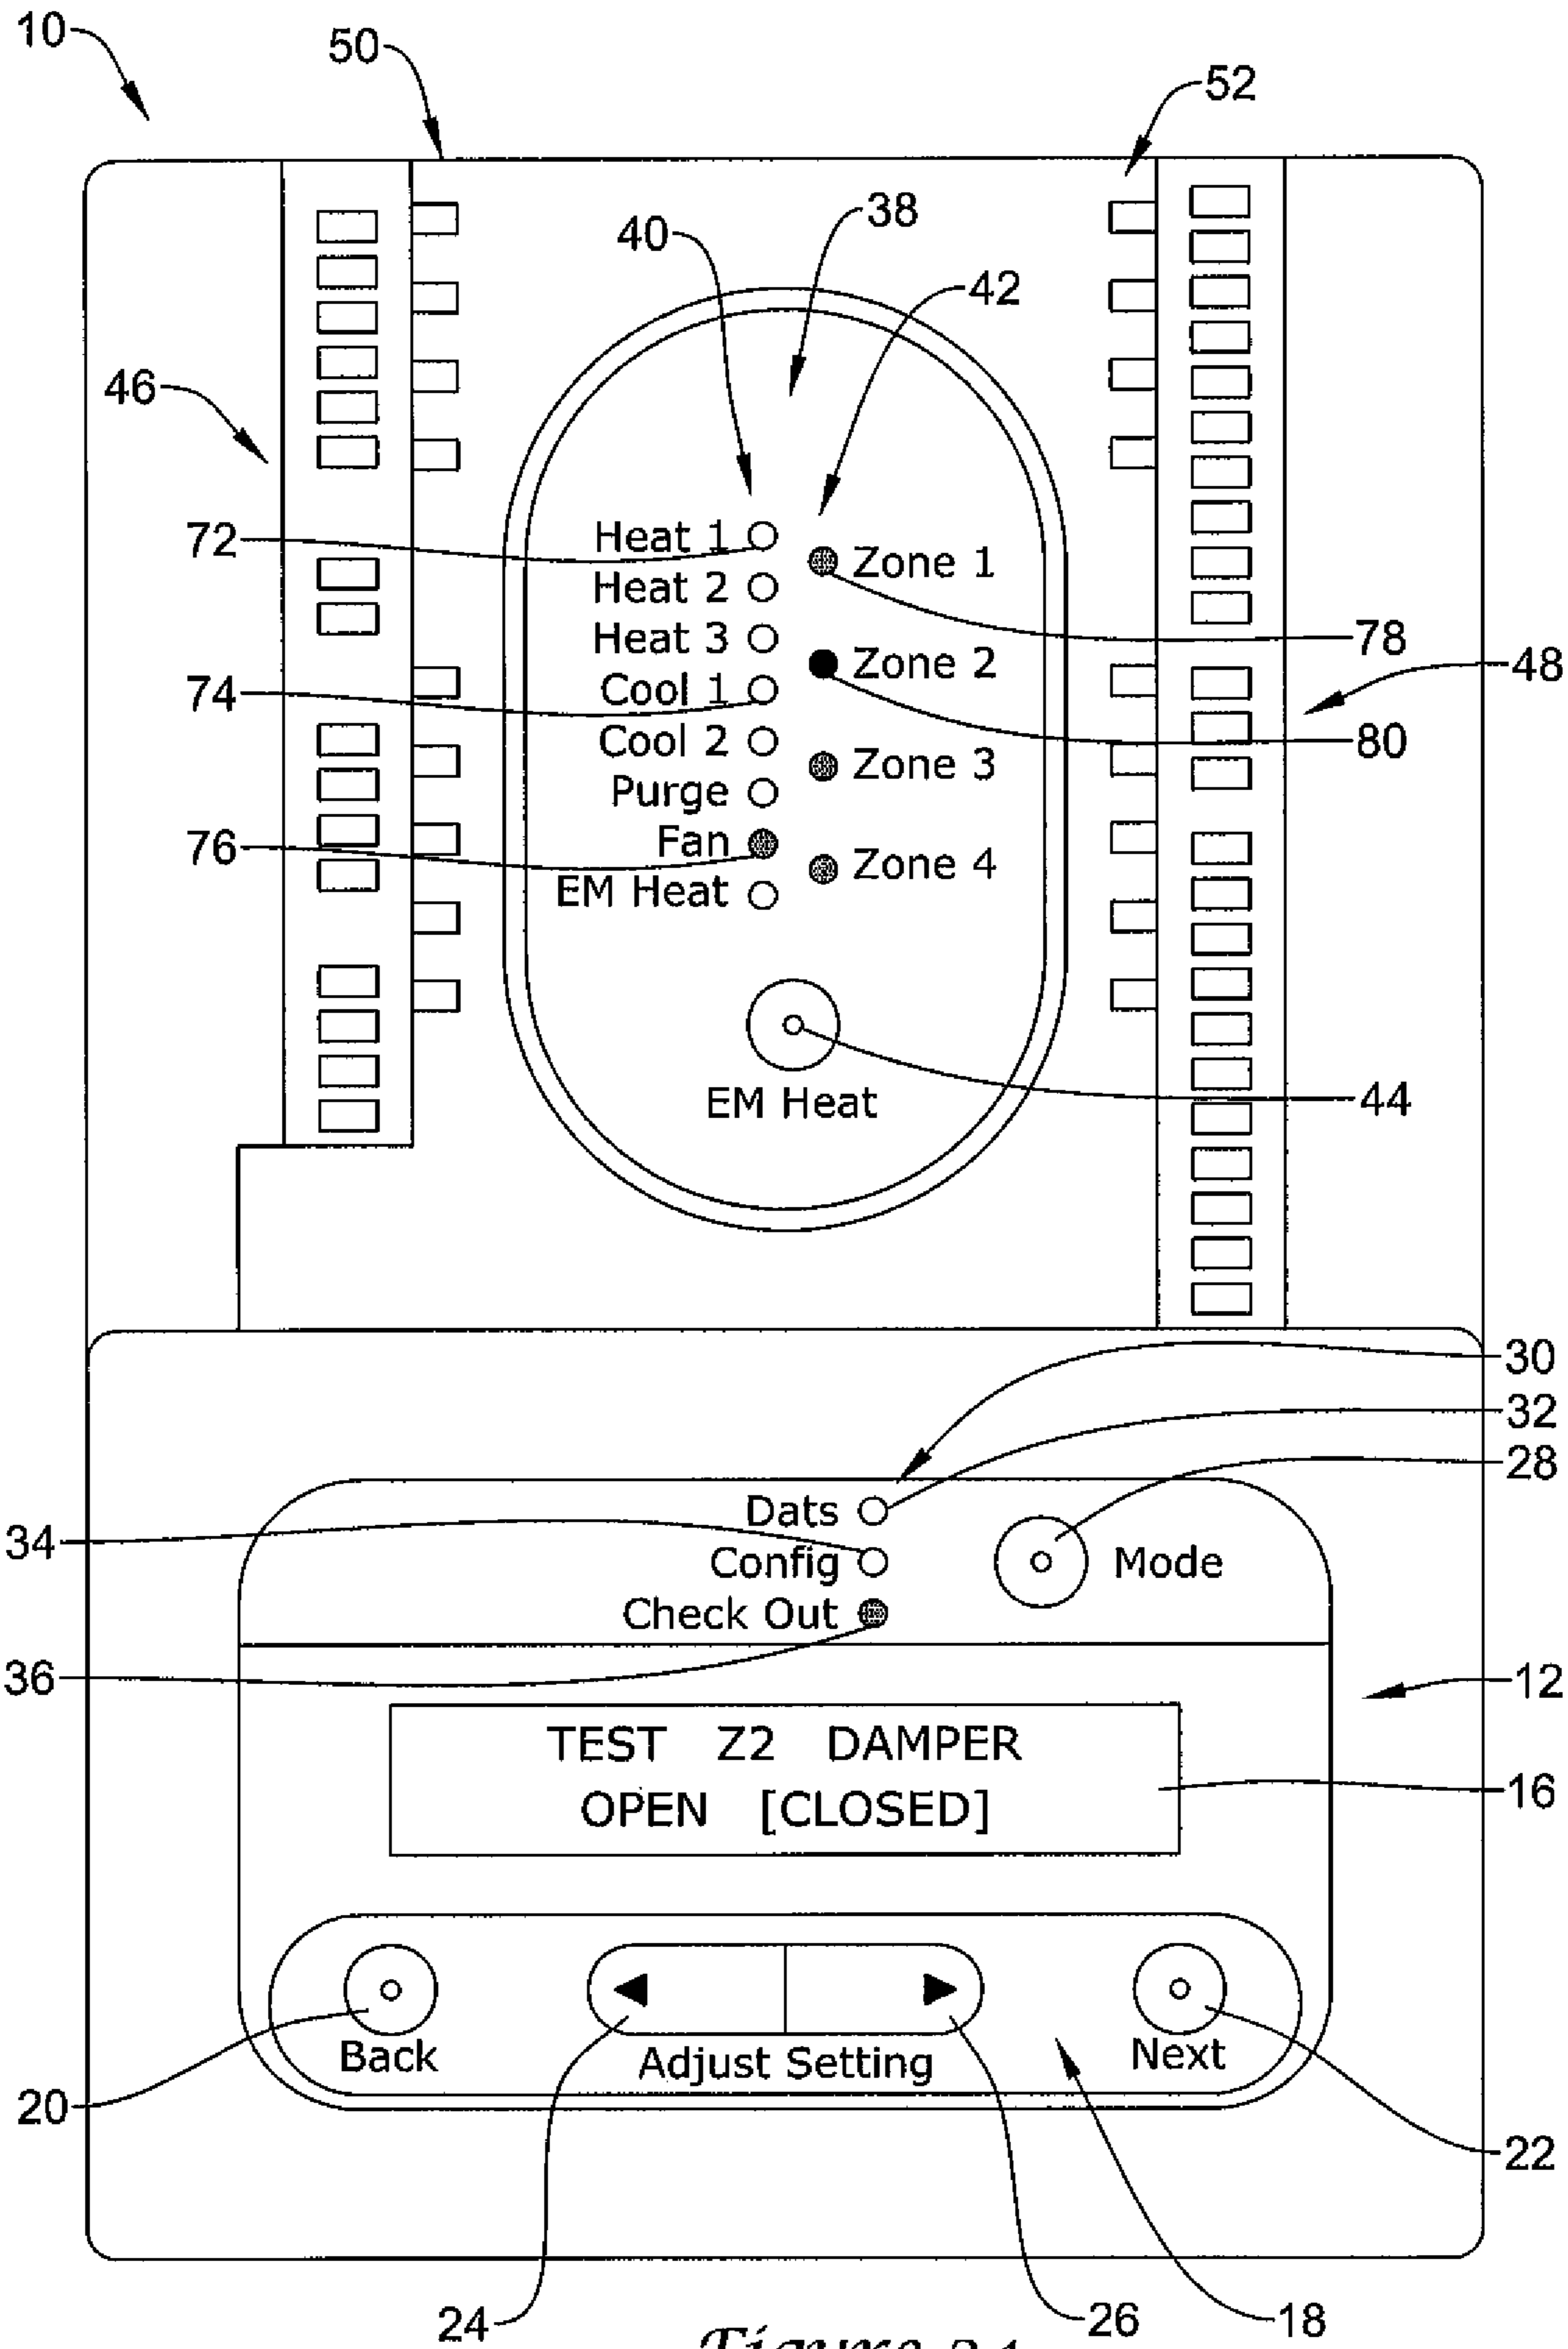 10
50
52
38
40
42
46
72
Heat 1
Zone 1
Heat 2
78
Heat 3
48
Zone 2
74
Cool 1
80
Cool 2
Zone 3
Purge
76
Fan
Zone 4
EM Heat
EM Heat
44
30
32
28
Dats
34
Config
Mode
Check Out
36
12
TEST Z2 DAMPER
OPEN [CLOSED]
16
Back
Adjust Setting
Next
20
22
24
26
18
Figure